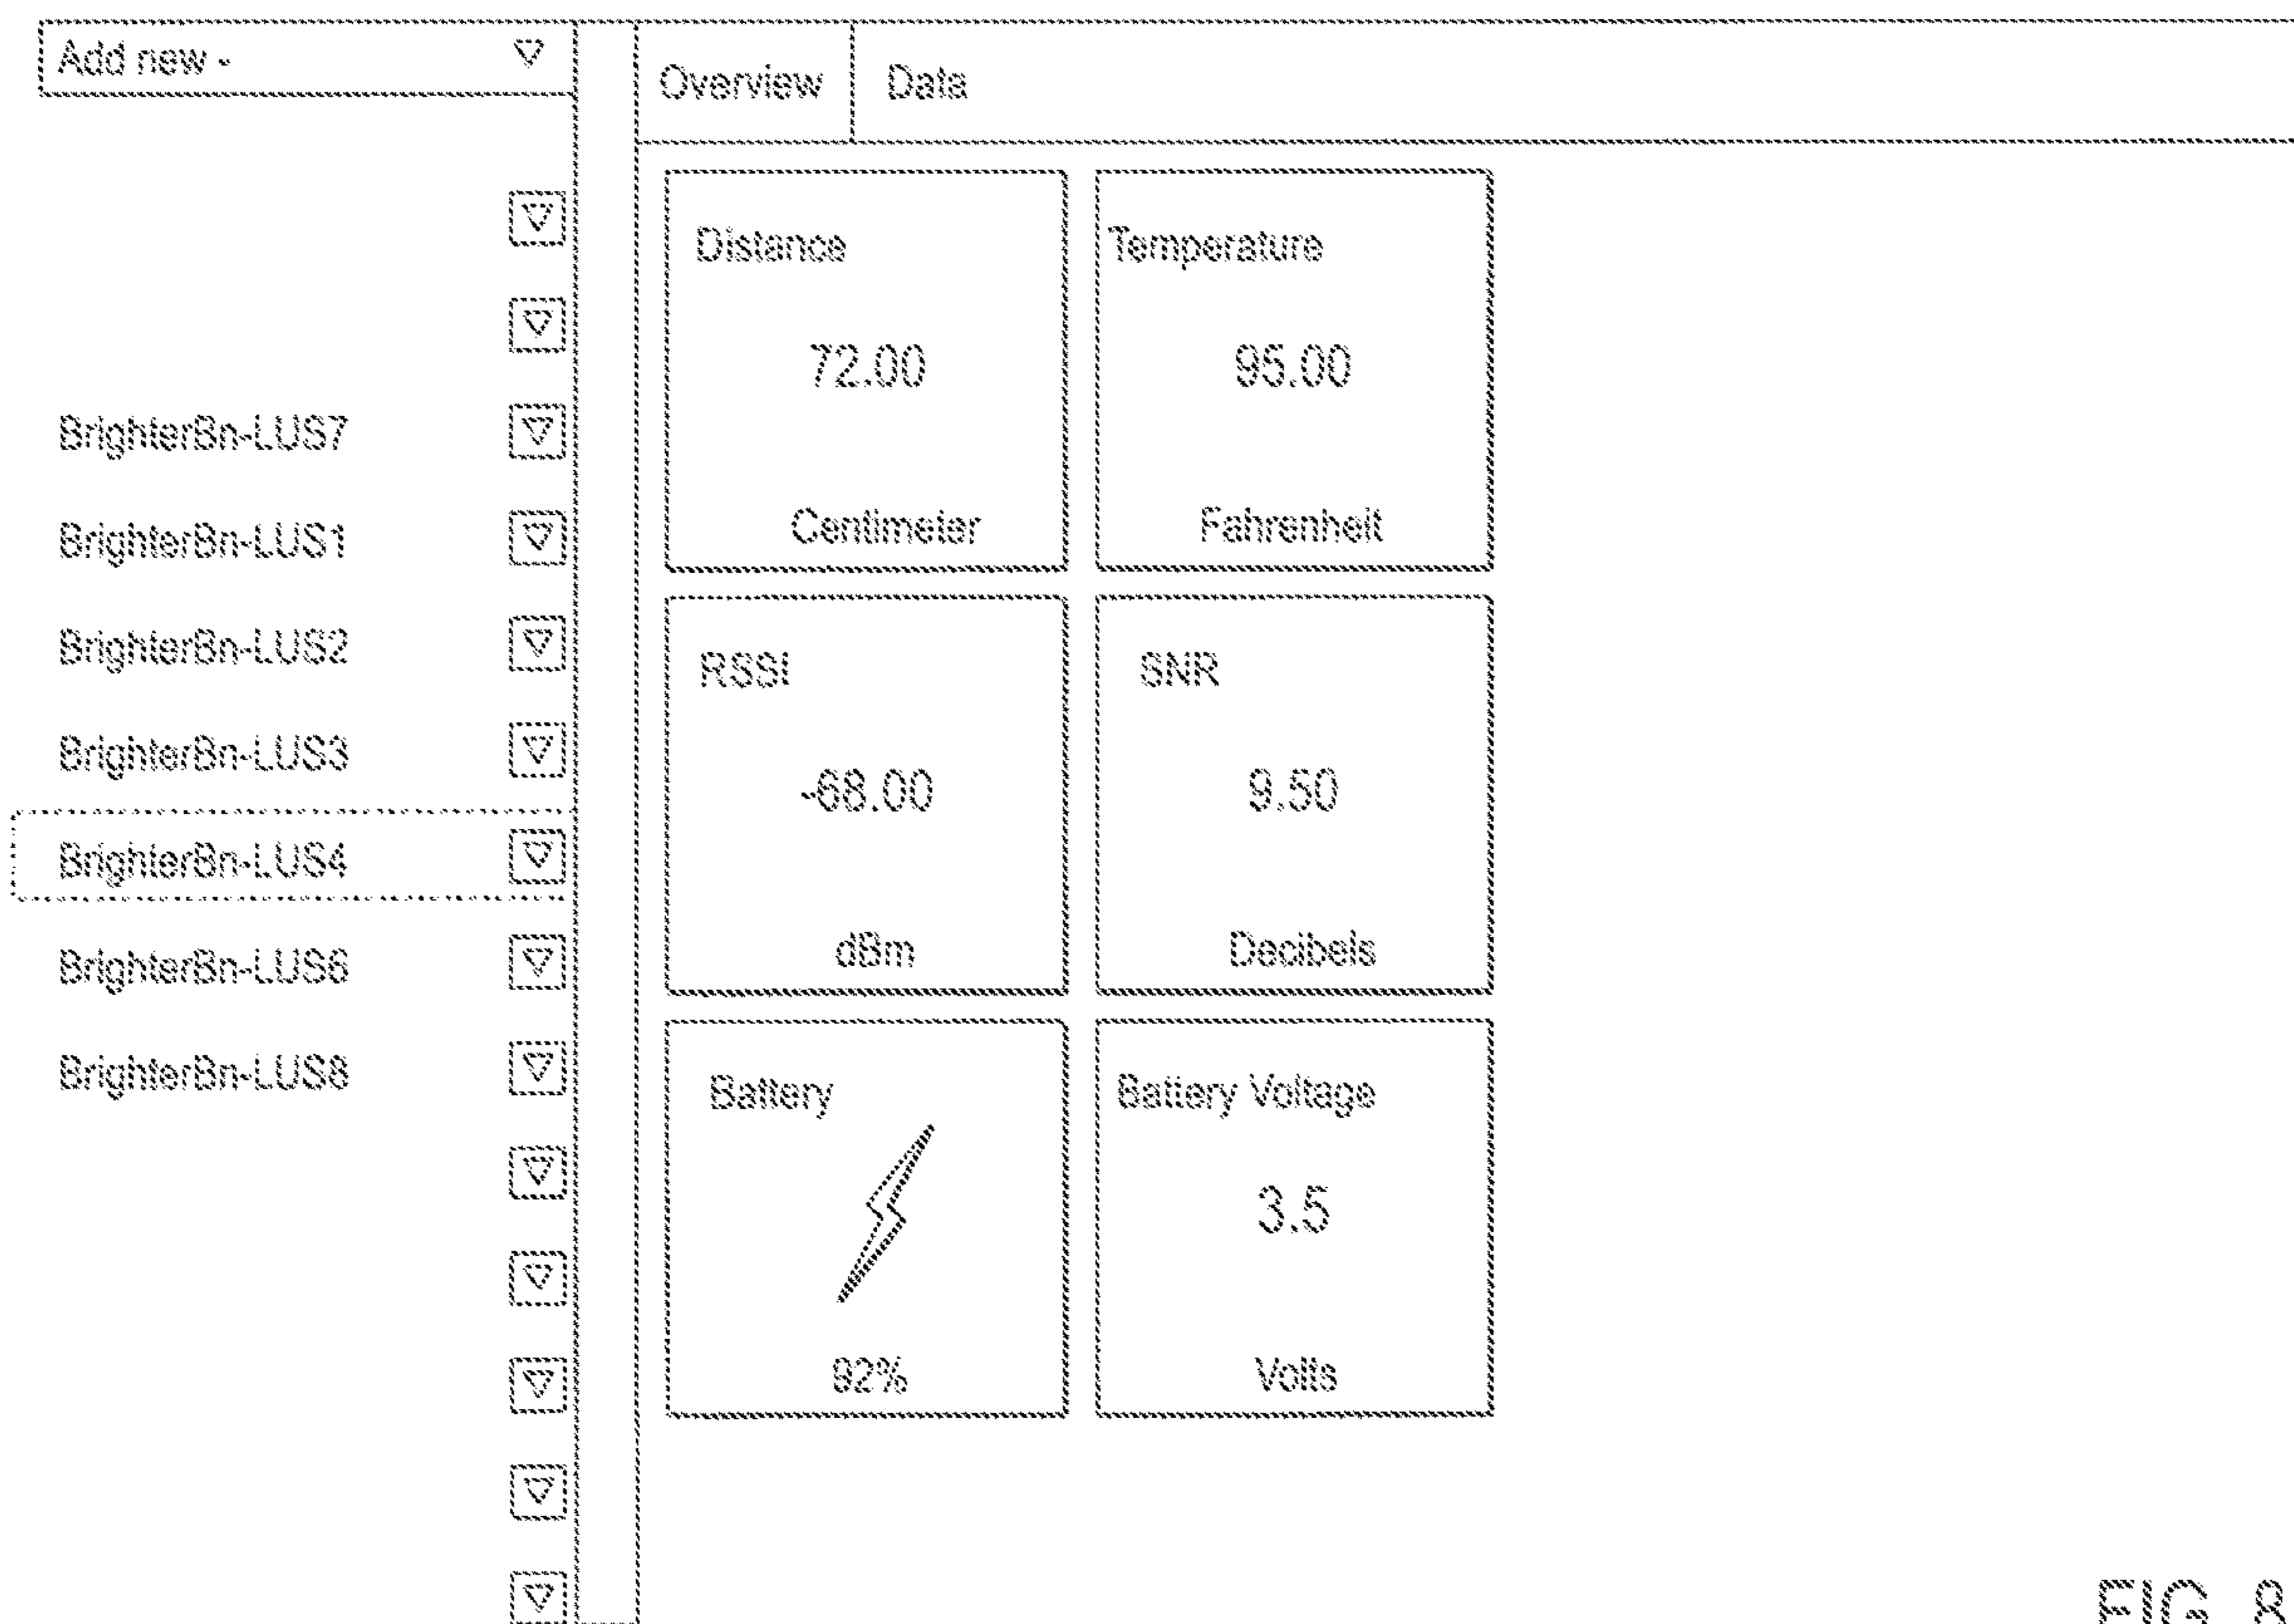 Add new -
Overview
Data
BrighterBn-LUS7
BrighterBn-LUS1
BrighterBn-LUS2
BrighterBn-LUS3
BrighterBn-LUS4
BrighterBn-LUS6
BrighterBn-LUS8
Distance
72.00
Centimeter
Temperature
95.00
Fahrenheit
RSSI
-68.00
dBm
SNR
9.50
Decibels
Battery
92%
Battery Voltage
3.5
Volts
FIG. 8